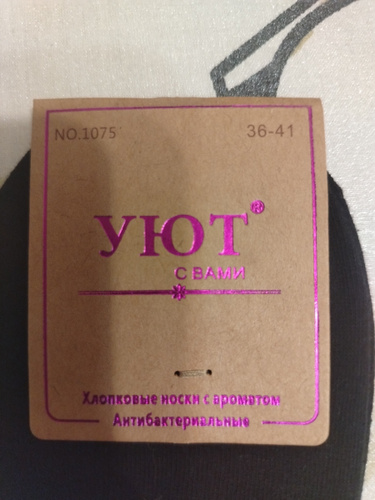 NO.1075 36-41
УЮТ®
С ВАМИ
Хлопковые носки с ароматом
Антибактериальные